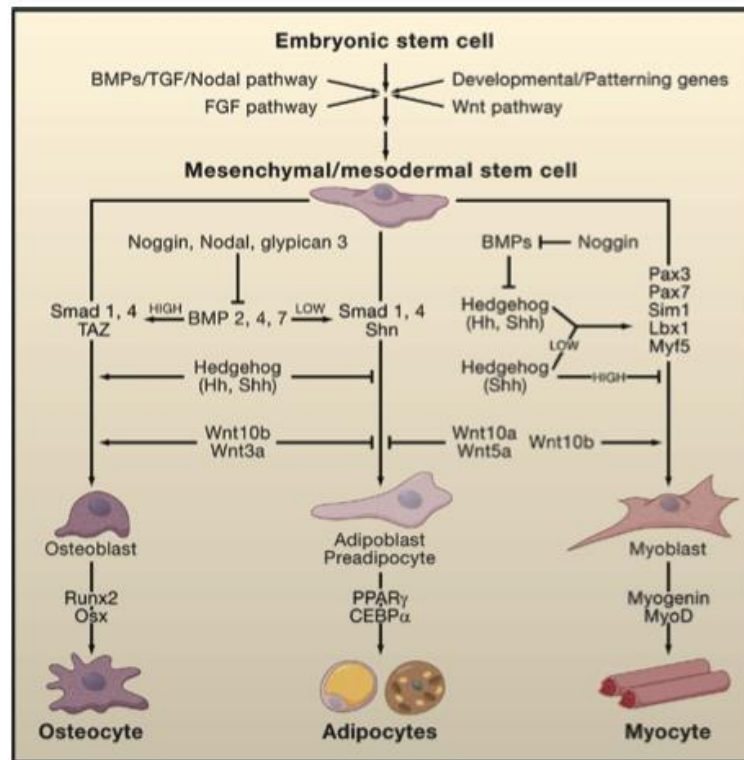 Embryonic stem cell
BMPs/TGF/Nodal pathway
Developmental/Patterning genes
FGF pathway
Wnt pathway
Mesenchymal/mesodermal stem cell
Noggin, Nodal, glypican 3
BMPs
Noggin
Pax3
Pax7
Sim1
Lbx1
Myf5
Smad 1, 4
TAZ
HIGH
BMP 2, 4, 7
LOW
Smad 1, 4
Shn
Hedgehog
(Hh, Shh)
LOW
Hedgehog
(Hh, Shh)
Hedgehog
(Shh)
HIGH
Wnt10b
Wnt3a
Wnt10a
Wnt5a
Wnt10b
Osteoblast
Adipoblast
Preadipocyte
Myoblast
Runx2
Osx
PPARγ
CEBPα
Myogenin
MyoD
Osteocyte
Adipocytes
Myocyte